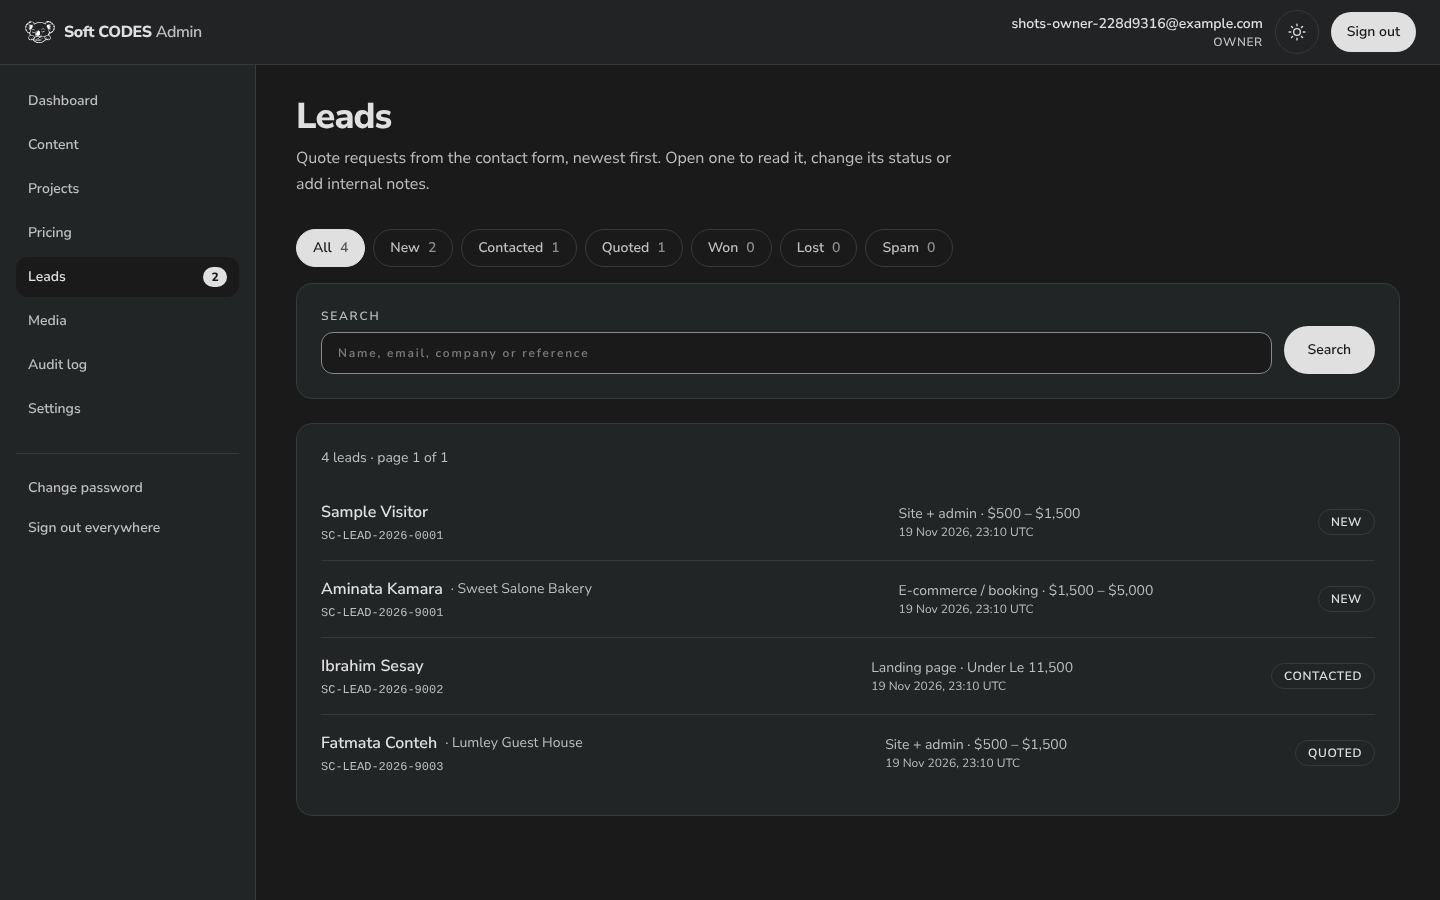 Soft CODES Admin
shots-owner-228d9316@example.com
OWNER
Sign out
Dashboard
Content
Projects
Pricing
Leads 2
Media
Audit log
Settings
Change password
Sign out everywhere
Leads
Quote requests from the contact form, newest first. Open one to read it, change its status or
add internal notes.
All 4 New 2 Contacted 1 Quoted 1 Won 0 Lost 0 Spam 0
SEARCH
Name, email, company or reference
Search
4 leads · page 1 of 1
Sample Visitor
SC-LEAD-2026-0001
Site + admin · $500 – $1,500
19 Nov 2026, 23:10 UTC
NEW
Aminata Kamara · Sweet Salone Bakery
SC-LEAD-2026-9001
E-commerce / booking · $1,500 – $5,000
19 Nov 2026, 23:10 UTC
NEW
Ibrahim Sesay
SC-LEAD-2026-9002
Landing page · Under Le 11,500
19 Nov 2026, 23:10 UTC
CONTACTED
Fatmata Conteh · Lumley Guest House
SC-LEAD-2026-9003
Site + admin · $500 – $1,500
19 Nov 2026, 23:10 UTC
QUOTED